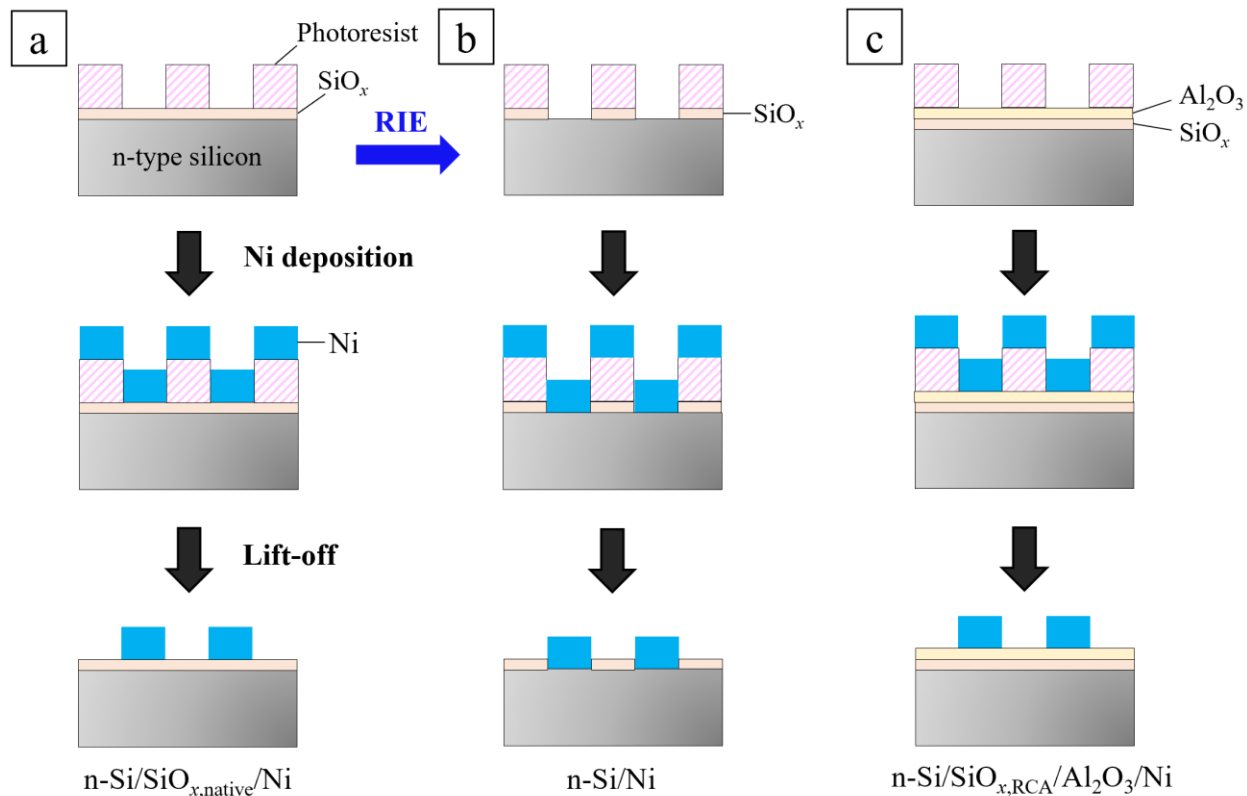 a
Photoresist
SiOx
n-type silicon
RIE
b
SiOx
c
Al2O3
SiOx
Ni deposition
Ni
Lift-off
n-Si/SiOx,native/Ni
n-Si/Ni
n-Si/SiOx,RCA/Al2O3/Ni